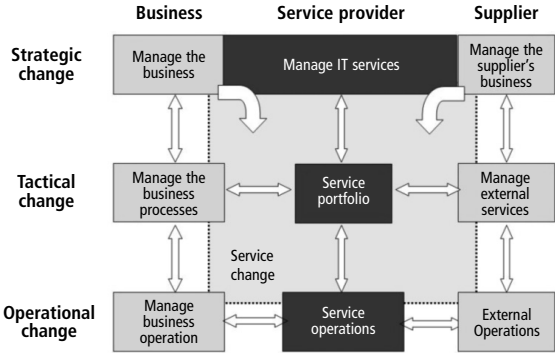 Business Service provider Supplier
Strategic
change
Manage the
business
Manage IT services
Manage the
supplier's
business
Tactical
change
Manage the
business
processes
Service
portfolio
Manage
external
services
Service
change
Operational
change
Manage
business
operation
Service
operations
External
Operations